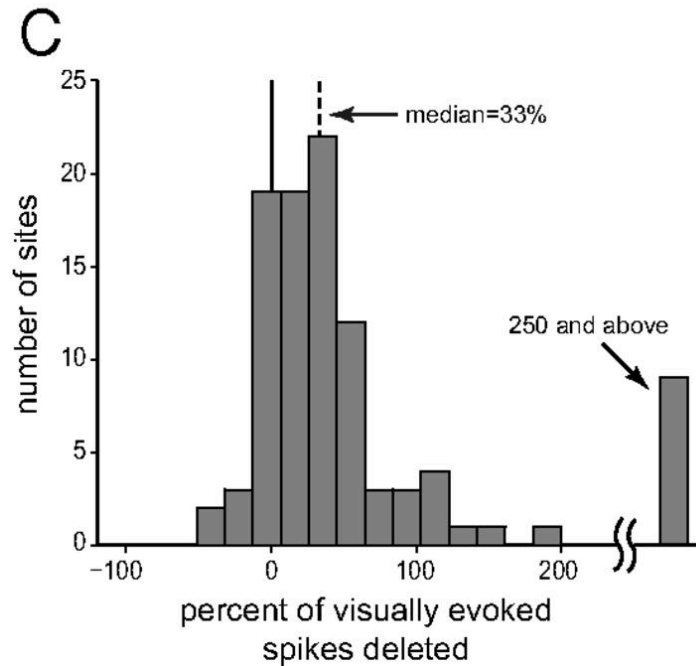 C
25
median=33%
20
number of sites
15
250 and above
10
5
0
−100
0
100
200
percent of visually evoked
spikes deleted